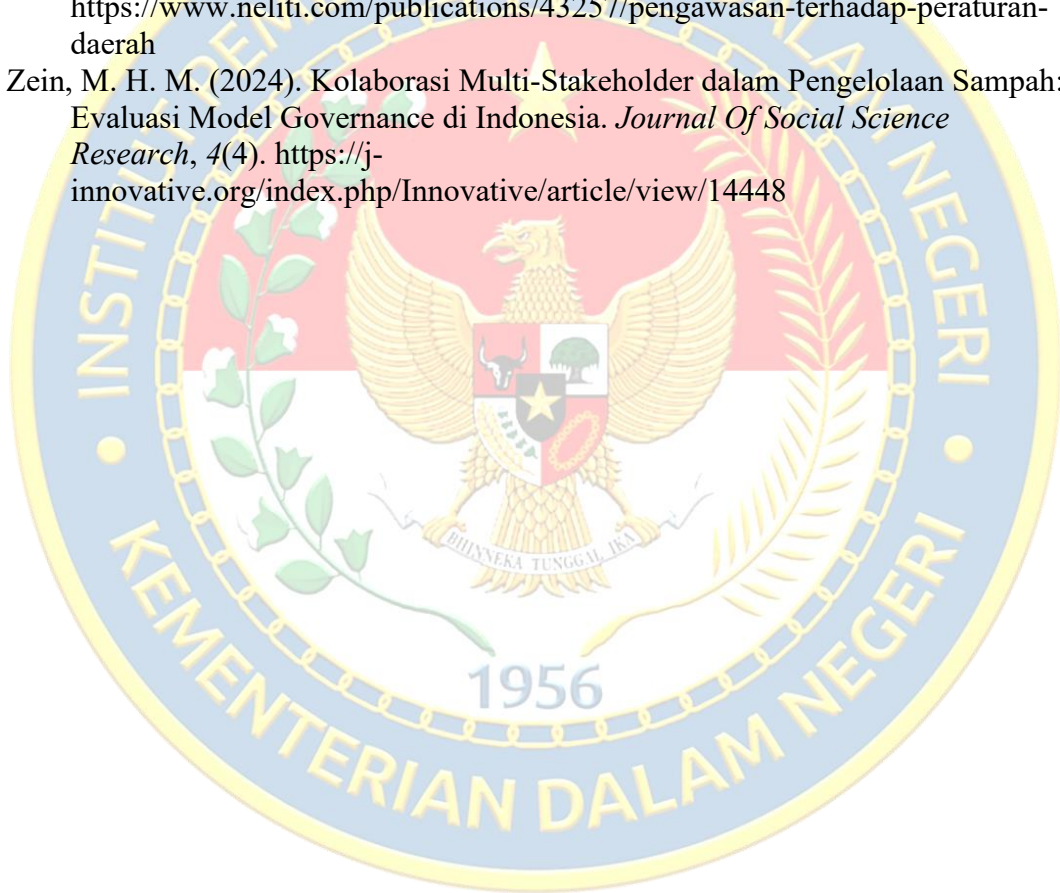 https://www.neliti.com/publications/43257/pengawasan-terhadap-peraturan-
daerah
Zein, M. H. M. (2024). Kolaborasi Multi-Stakeholder dalam Pengelolaan Sampah:
Evaluasi Model Governance di Indonesia. Journal Of Social Science
Research, 4(4). https://j-
innovative.org/index.php/Innovative/article/view/14448
INSTITUT PEMERINTAHAN DALAM NEGERI
BHINNEKA TUNGGAL IKA
1956
KEMENTERIAN DALAM NEGERI